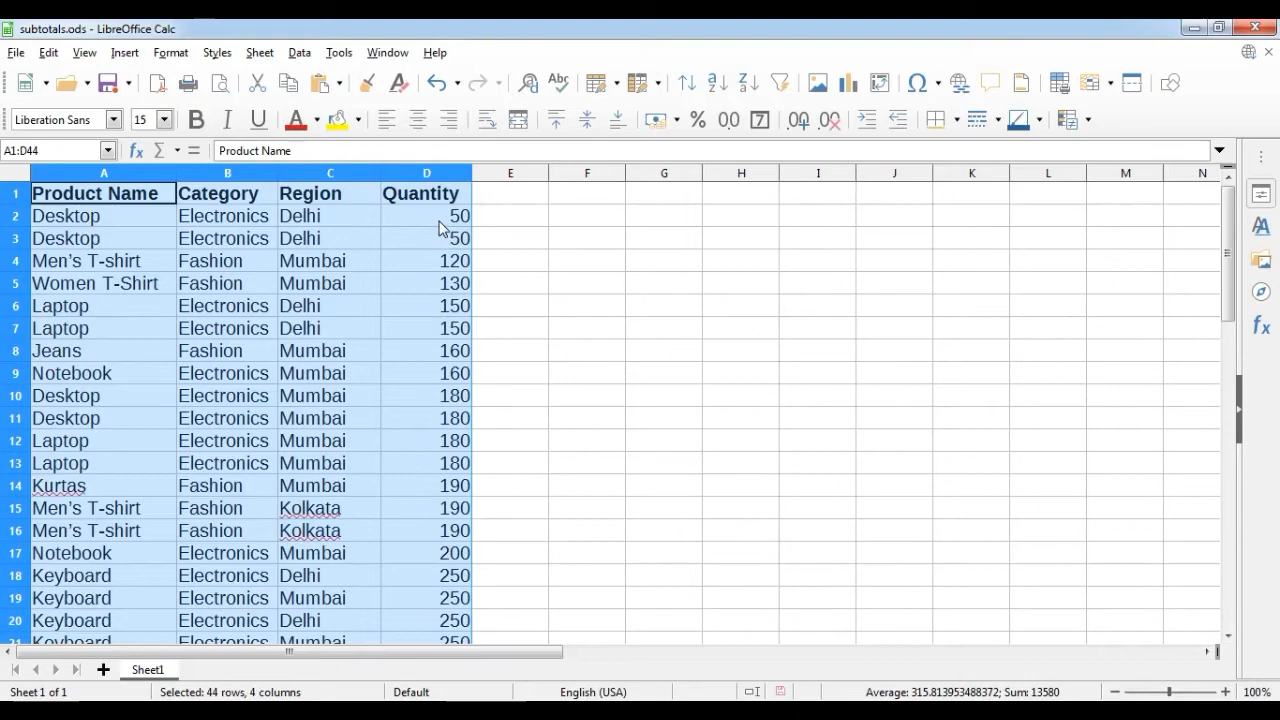 subtotals.ods - LibreOffice Calc
File Edit View Insert Format Styles Sheet Data Tools Window Help
Liberation Sans 15
A1:D44 Product Name
A B C D E F G H I J K L M N
1 Product Name Category Region Quantity
2 Desktop Electronics Delhi 50
3 Desktop Electronics Delhi 50
4 Men's T-shirt Fashion Mumbai 120
5 Women T-Shirt Fashion Mumbai 130
6 Laptop Electronics Delhi 150
7 Laptop Electronics Delhi 150
8 Jeans Fashion Mumbai 160
9 Notebook Electronics Mumbai 160
10 Desktop Electronics Mumbai 180
11 Desktop Electronics Mumbai 180
12 Laptop Electronics Mumbai 180
13 Laptop Electronics Mumbai 180
14 Kurtas Fashion Mumbai 190
15 Men's T-shirt Fashion Kolkata 190
16 Men's T-shirt Fashion Kolkata 190
17 Notebook Electronics Mumbai 200
18 Keyboard Electronics Delhi 250
19 Keyboard Electronics Mumbai 250
20 Keyboard Electronics Delhi 250
21 Keyboard Electronics Mumbai 250
Sheet1
Sheet 1 of 1 Selected: 44 rows, 4 columns Default English (USA) Average: 315.813953488372; Sum: 13580 100%